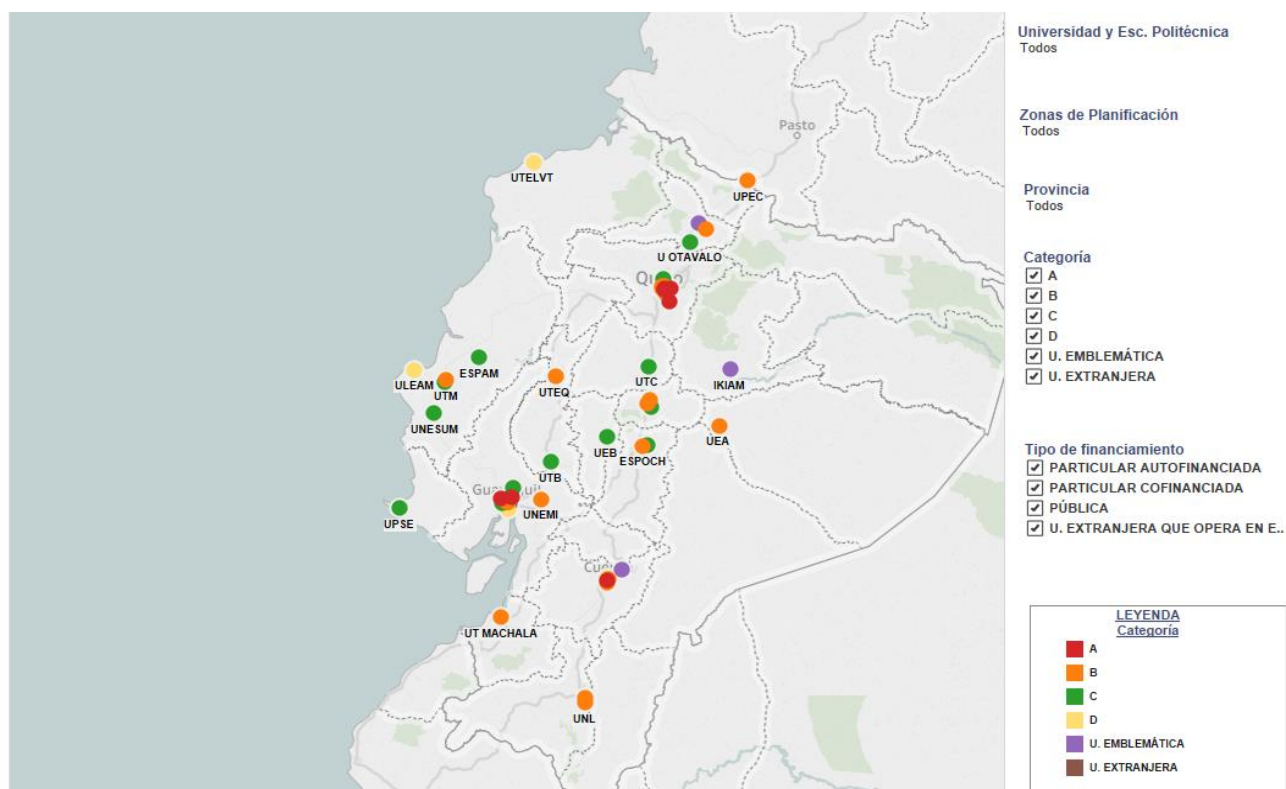 Pasto
UTELVT
UPEC
U OTAVALO
ESPAM
ULEAM
UTM
UTEQ
UTC
IKIAM
UNESUM
UEB
ESPOCH
UEA
UTB
UPSE
UNEMI
UT MACHALA
UNL
Universidad y Esc. Politécnica
Todos
Zonas de Planificación
Todos
Provincia
Todos
Categoría
A
B
C
D
U. EMBLEMÁTICA
U. EXTRANJERA
Tipo de financiamiento
PARTICULAR AUTOFINANCIADA
PARTICULAR COFINANCIADA
PÚBLICA
U. EXTRANJERA QUE OPERA EN E..
LEYENDA
Categoría
A
B
C
D
U. EMBLEMÁTICA
U. EXTRANJERA